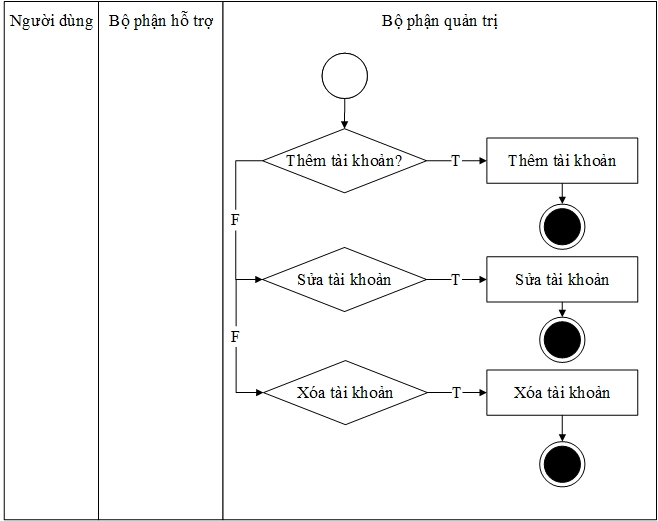 Người dùng
Bộ phận hỗ trợ
Bộ phận quản trị
Thêm tài khoản?
T
Thêm tài khoản
F
Sửa tài khoản
T
Sửa tài khoản
F
Xóa tài khoản
T
Xóa tài khoản